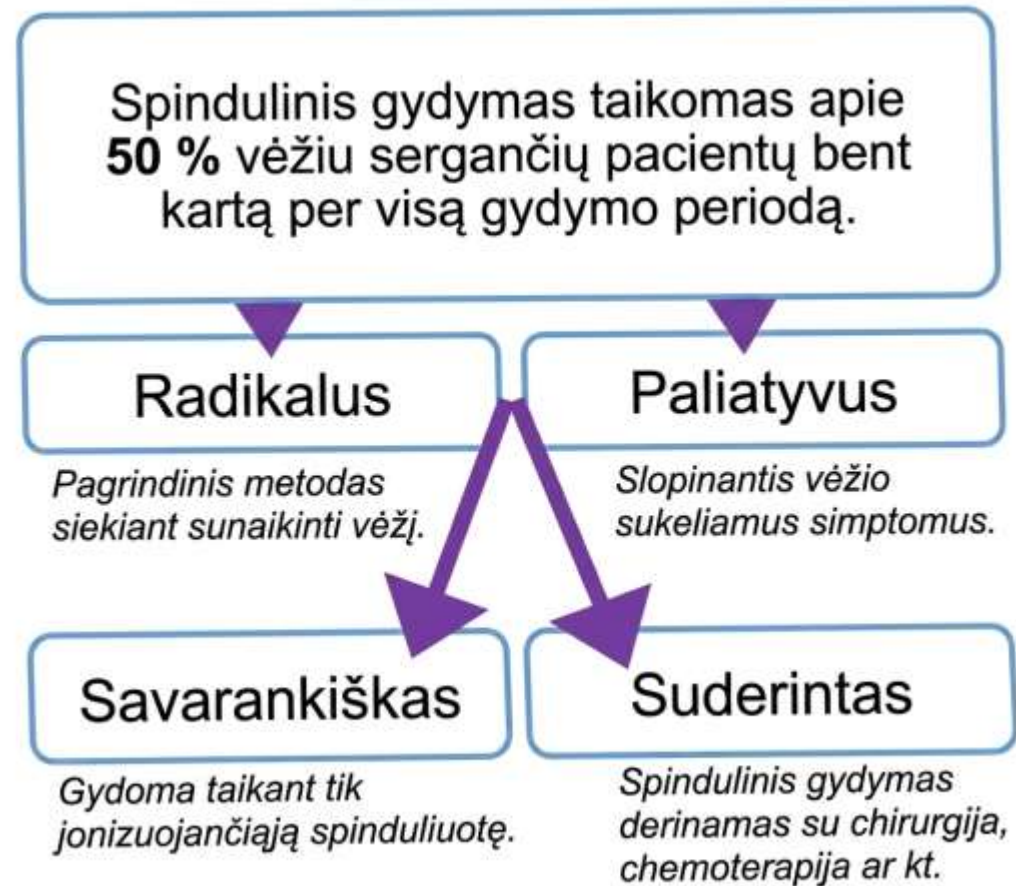 Spindulinis gydymas taikomas apie
50 % vėžiu sergančių pacientų bent
kartą per visą gydymo periodą.
Radikalus
Pagrindinis metodas
siekiant sunaikinti vėžį.
Paliatyvus
Slopinantis vėžio
sukeliamus simptomus.
Savarankiškas
Gydoma taikant tik
jonizuojančiąją spinduliuotę.
Suderintas
Spindulinis gydymas
derinamas su chirurgija,
chemoterapija ar kt.